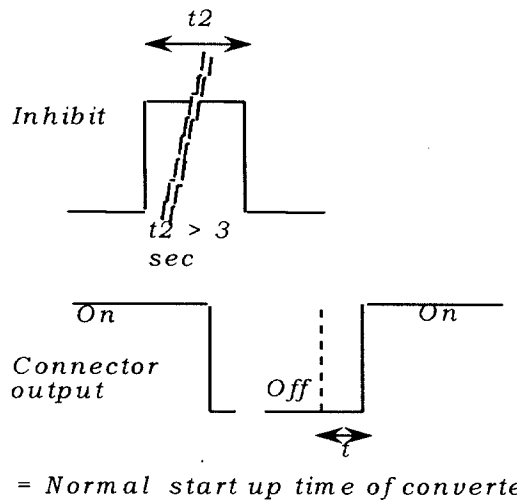 t2
Inhibit
t2 > 3
sec
On
On
Connector
output
Off
t
= Normal start up time of converte